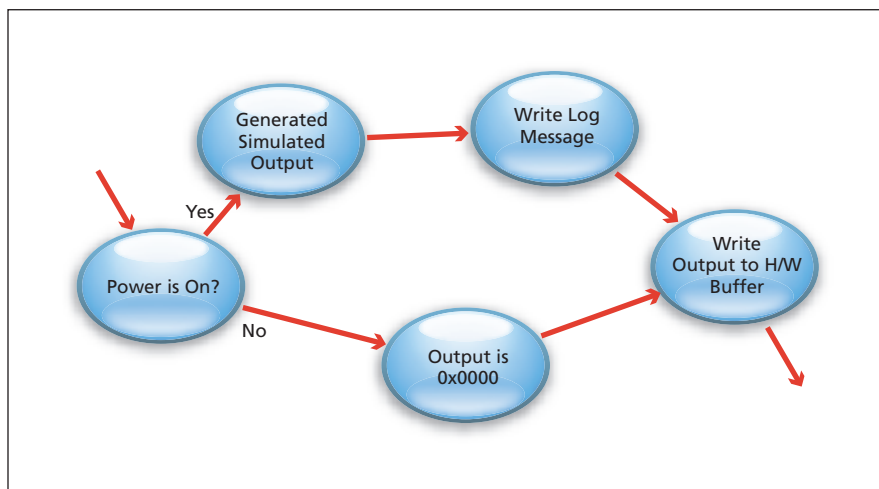 Generated
Simulated
Output
Write Log
Message
Yes
Power is On?
Write
Output to H/W
Buffer
No
Output is
0x0000